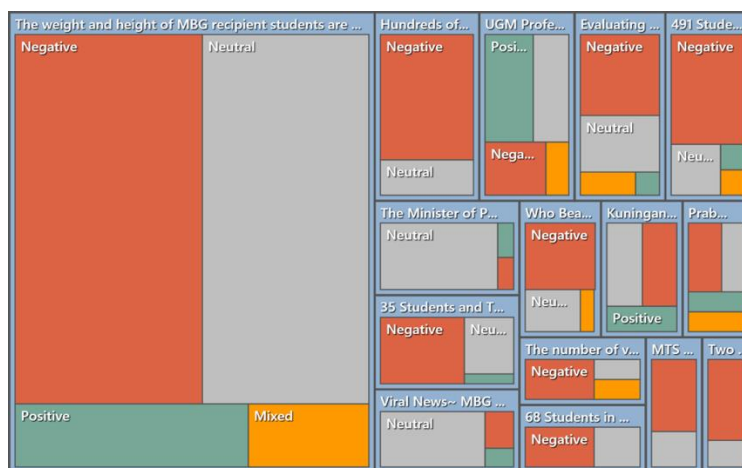 The weight and height of MBG recipient students are ...
Negative
Neutral
Positive
Mixed
Hundreds of...
Negative
Neutral
UGM Profe...
Posi...
Nega...
Evaluating ...
Negative
Neutral
491 Stude...
Negative
Neu...
The Minister of P...
Neutral
Who Bea...
Negative
Neu...
Kuningan...
Positive
Prab...
35 Students and T...
Negative
Neu...
The number of v...
Negative
MTS ...
Two ...
Viral News~ MBG ...
Neutral
68 Students in ...
Negative